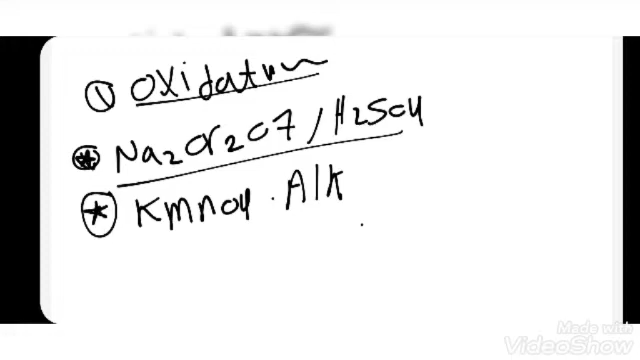 ① Oxidation
⊛ Na2Cr2O7 / H2SO4
⊛ KMnO4 . Alk
Made with
VideoShow